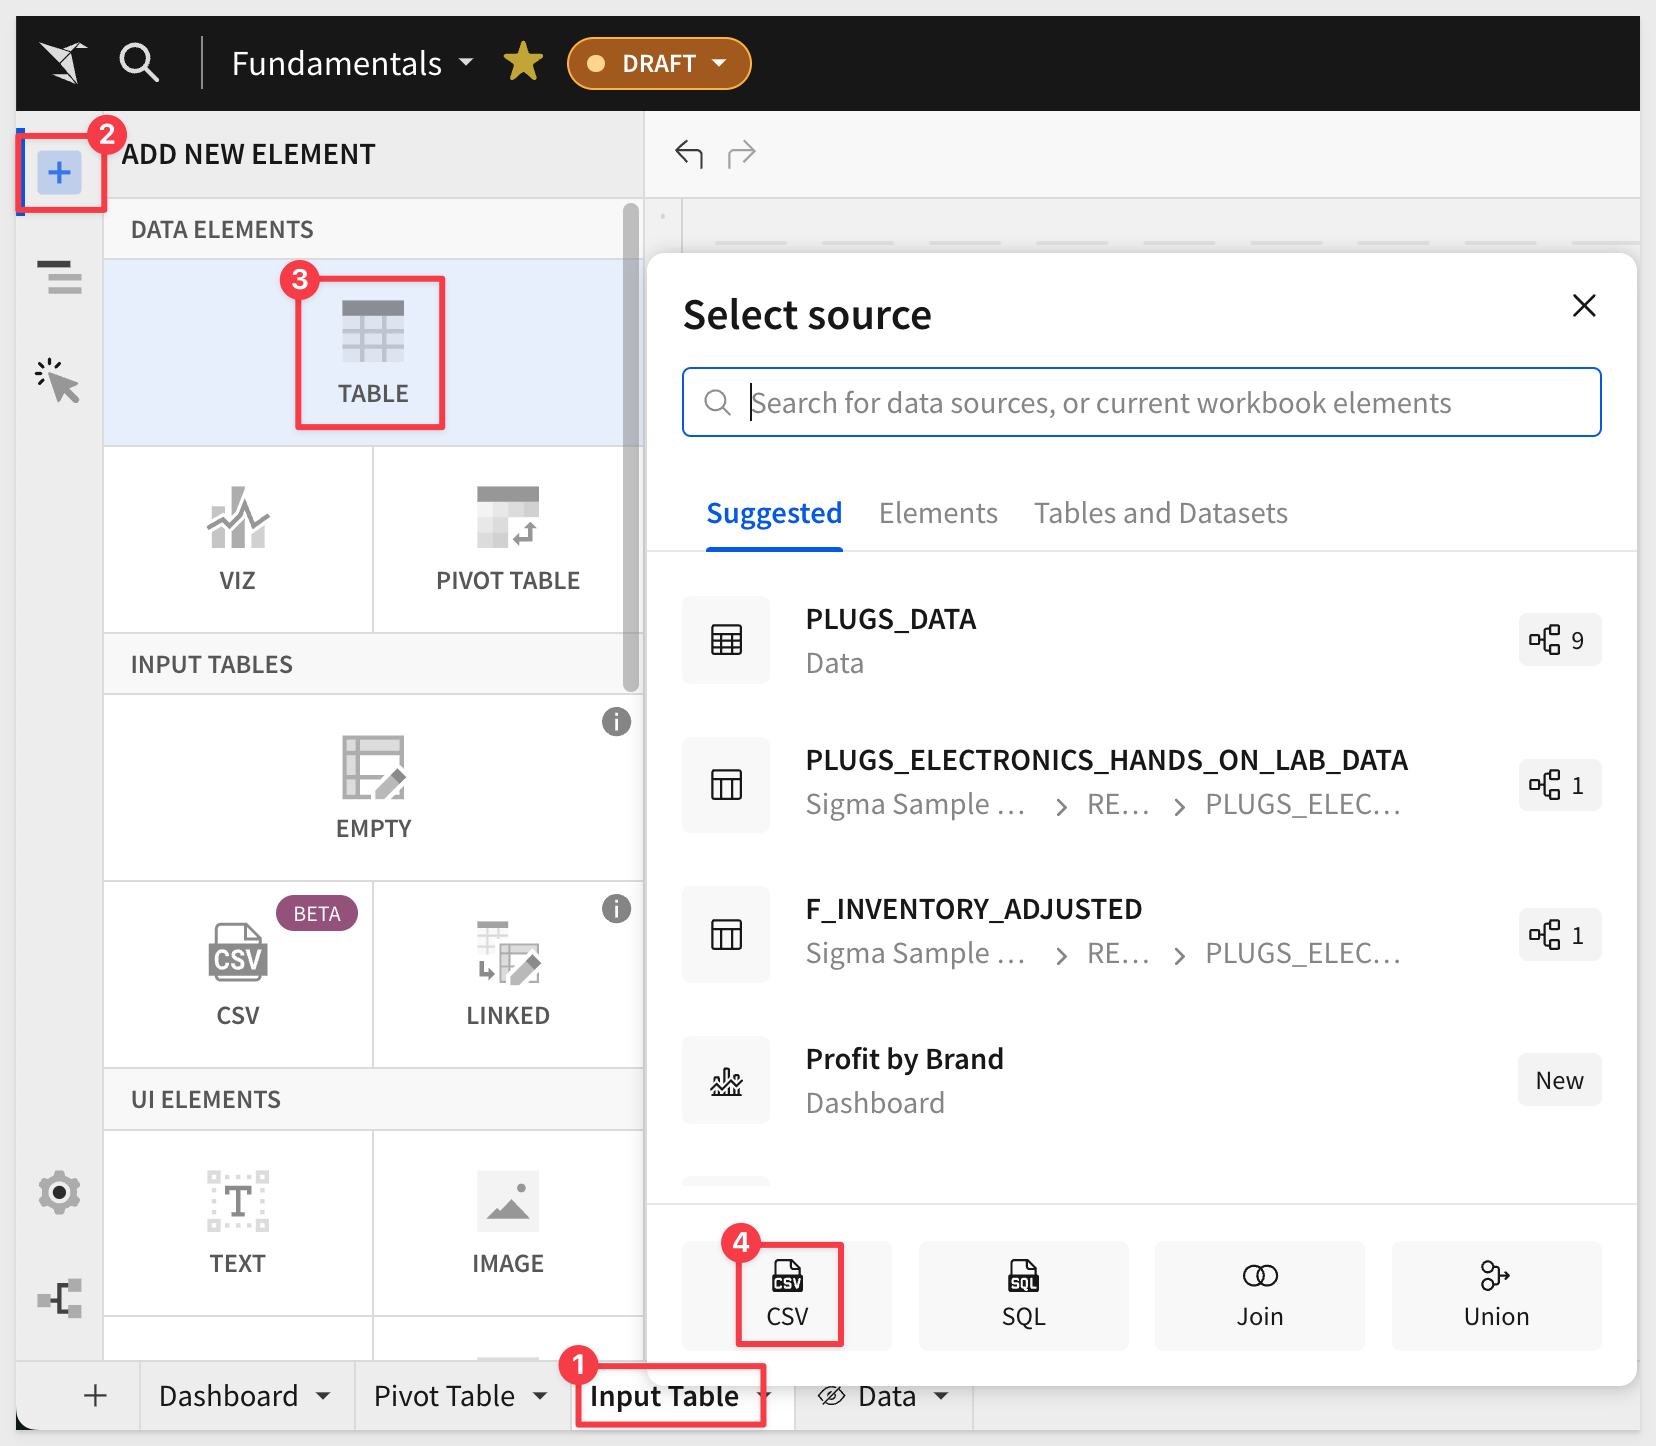 Fundamentals
DRAFT
2
ADD NEW ELEMENT
DATA ELEMENTS
3
TABLE
VIZ
PIVOT TABLE
INPUT TABLES
EMPTY
BETA
CSV
CSV
LINKED
UI ELEMENTS
T
TEXT
IMAGE
Select source
Search for data sources, or current workbook elements
Suggested
Elements
Tables and Datasets
PLUGS_DATA
Data
9
PLUGS_ELECTRONICS_HANDS_ON_LAB_DATA
Sigma Sample ... > RE... > PLUGS_ELEC...
1
F_INVENTORY_ADJUSTED
Sigma Sample ... > RE... > PLUGS_ELEC...
1
Profit by Brand
Dashboard
New
4
CSV
CSV
SQL
SQL
Join
Union
1
Dashboard
Pivot Table
Input Table
Data